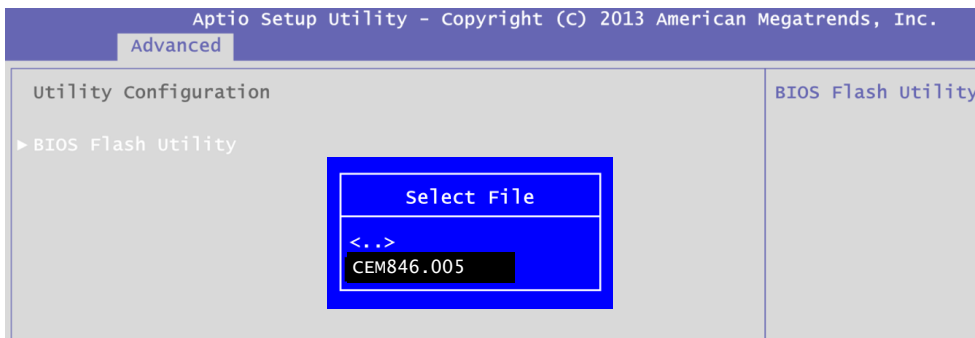 Aptio Setup Utility - Copyright (C) 2013 American Megatrends, Inc.
Advanced
Utility Configuration
BIOS Flash Utility
►BIOS Flash Utility
Select File
<..>
CEM846.005